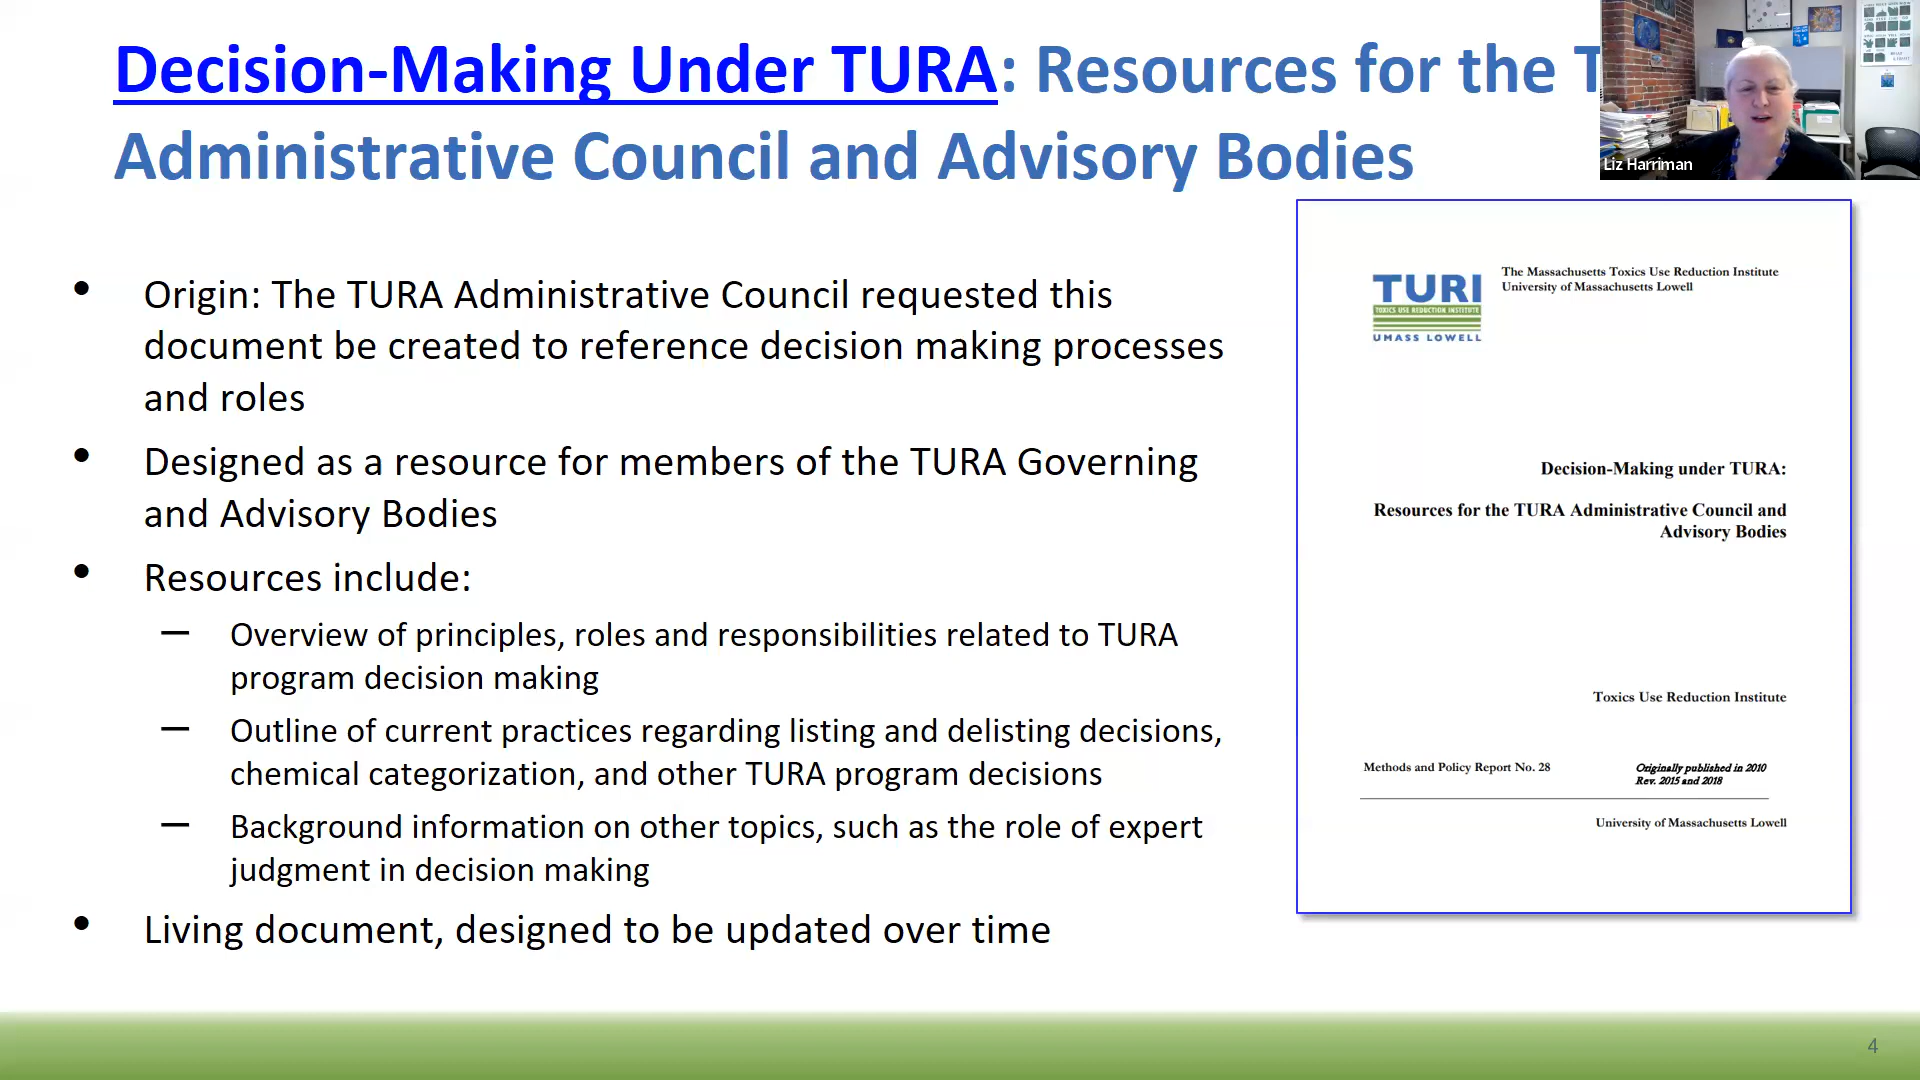 Decision-Making Under TURA: Resources for the
Administrative Council and Advisory Bodies
Liz Harriman
• Origin: The TURA Administrative Council requested this
document be created to reference decision making processes
and roles
• Designed as a resource for members of the TURA Governing
and Advisory Bodies
• Resources include:
– Overview of principles, roles and responsibilities related to TURA
program decision making
– Outline of current practices regarding listing and delisting decisions,
chemical categorization, and other TURA program decisions
– Background information on other topics, such as the role of expert
judgment in decision making
• Living document, designed to be updated over time
TURI
TOXICS USE REDUCTION INSTITUTE
UMASS LOWELL
The Massachusetts Toxics Use Reduction Institute
University of Massachusetts Lowell
Decision-Making under TURA:
Resources for the TURA Administrative Council and
Advisory Bodies
Toxics Use Reduction Institute
Methods and Policy Report No. 28
Originally published in 2010
Rev. 2015 and 2018
University of Massachusetts Lowell
4